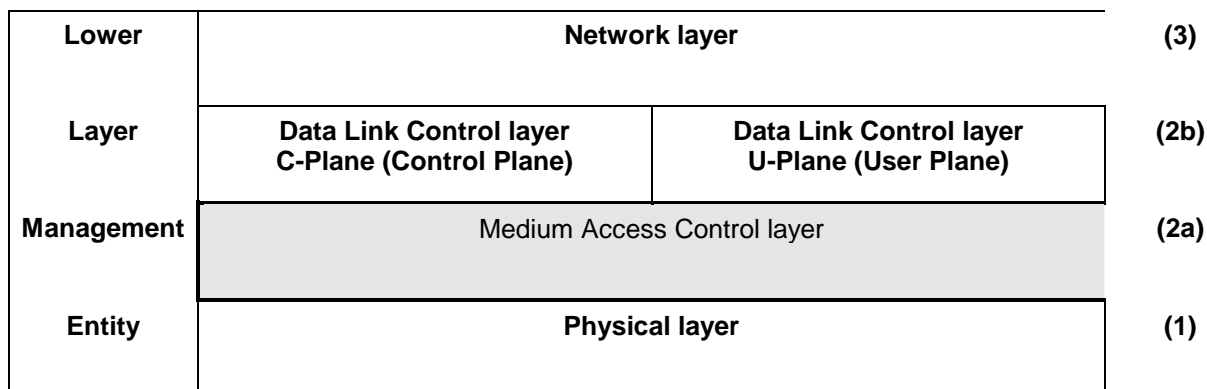 Lower Network layer (3)
Layer Data Link Control layer Data Link Control layer (2b)
C-Plane (Control Plane) U-Plane (User Plane)
Management Medium Access Control layer (2a)
Entity Physical layer (1)